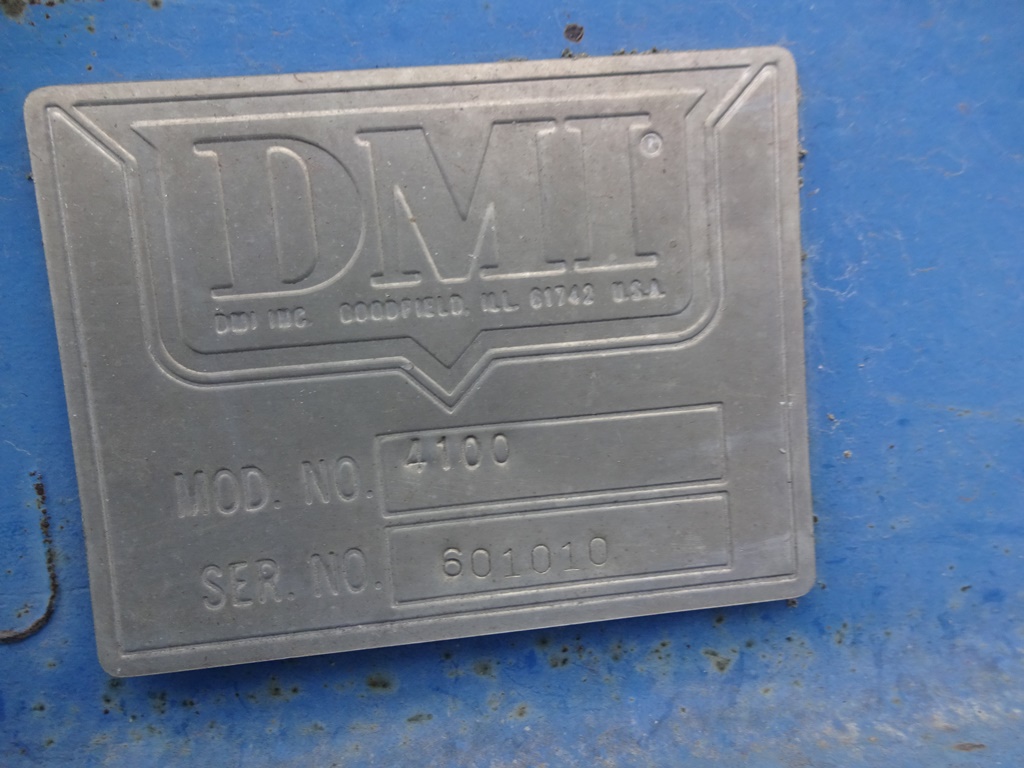 DMI ©
DMI INC. GOODFIELD, ILL. 61742 U.S.A.
MOD. NO. 4100
SER. NO. 601010